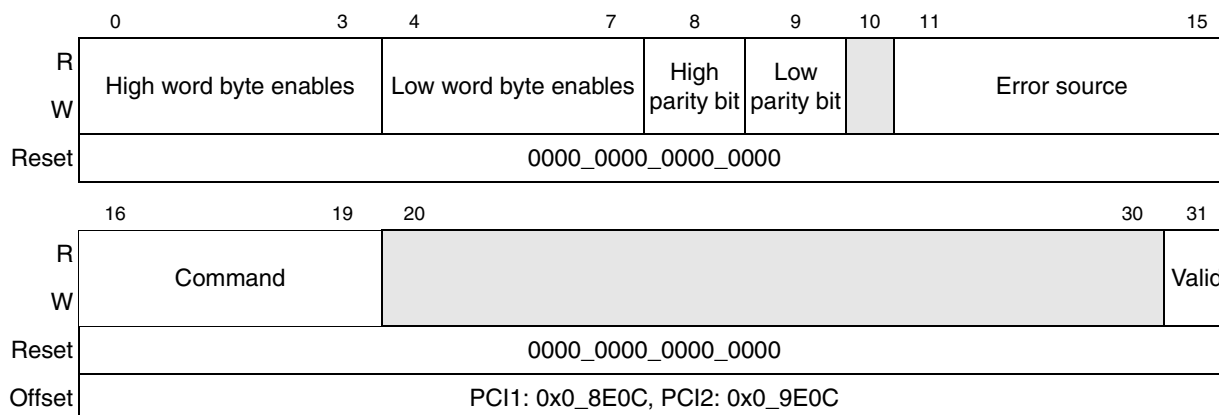 0 3 4 7 8 9 10 11 15
R
W
High word byte enables Low word byte enables High parity bit Low parity bit Error source
Reset 0000_0000_0000_0000
16 19 20 30 31
R
W
Command Valid
Reset 0000_0000_0000_0000
Offset PCI1: 0x0_8E0C, PCI2: 0x0_9E0C